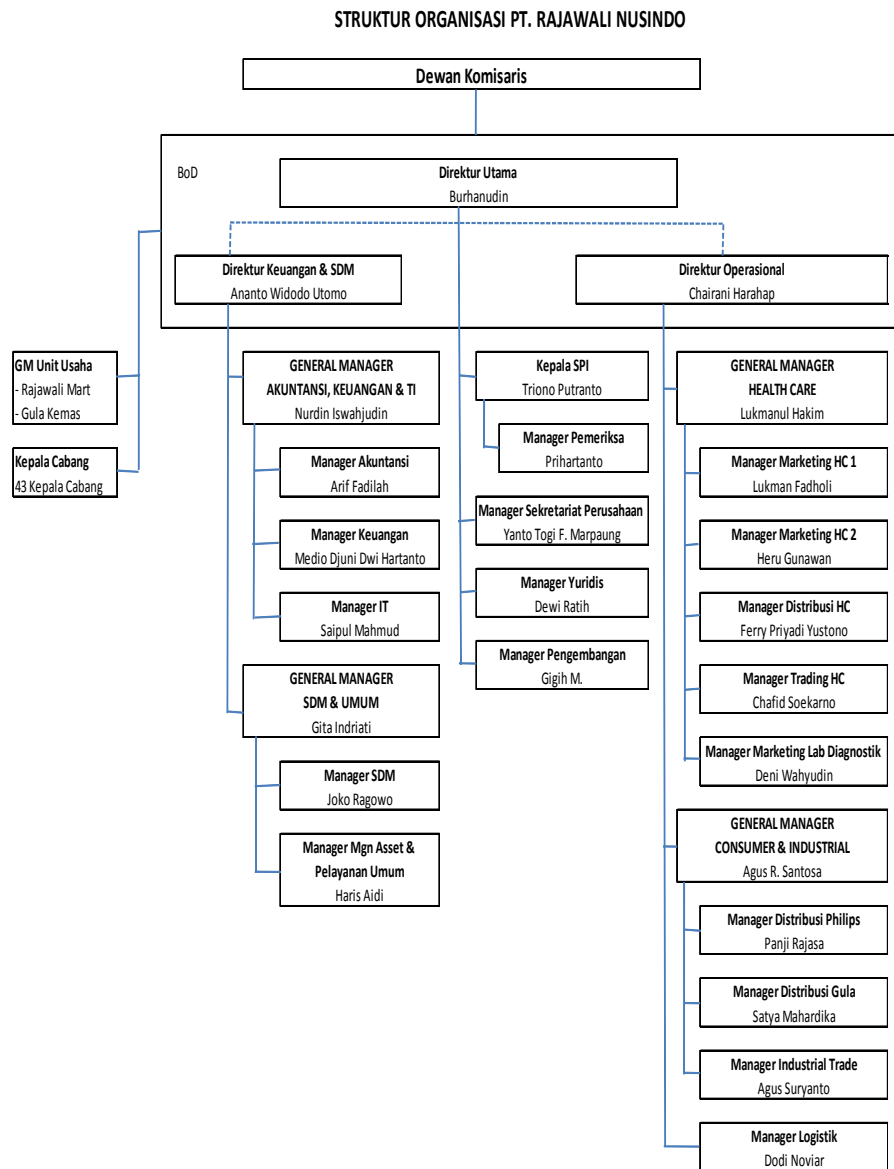 STRUKTUR ORGANISASI PT. RAJAWALI NUSINDO
Dewan Komisaris
BoD
Direktur Utama
Burhanudin
Direktur Keuangan & SDM
Ananto Widodo Utomo
Direktur Operasional
Chairani Harahap
GM Unit Usaha
- Rajawali Mart
- Gula Kemas
Kepala Cabang
43 Kepala Cabang
GENERAL MANAGER
AKUNTANSI, KEUANGAN & TI
Nurdin Iswahjudin
Manager Akuntansi
Arif Fadilah
Manager Keuangan
Medio Djuni Dwi Hartanto
Manager IT
Saipul Mahmud
GENERAL MANAGER
SDM & UMUM
Gita Indriati
Manager SDM
Joko Ragowo
Manager Mgn Asset &
Pelayanan Umum
Haris Aidi
Kepala SPI
Triono Putranto
Manager Pemeriksa
Prihartanto
Manager Sekretariat Perusahaan
Yanto Togi F. Marpaung
Manager Yuridis
Dewi Ratih
Manager Pengembangan
Gigih M.
GENERAL MANAGER
HEALTH CARE
Lukmanul Hakim
Manager Marketing HC 1
Lukman Fadholi
Manager Marketing HC 2
Heru Gunawan
Manager Distribusi HC
Ferry Priyadi Yustono
Manager Trading HC
Chafid Soekarno
Manager Marketing Lab Diagnostik
Deni Wahyudin
GENERAL MANAGER
CONSUMER & INDUSTRIAL
Agus R. Santosa
Manager Distribusi Philips
Panji Rajasa
Manager Distribusi Gula
Satya Mahardika
Manager Industrial Trade
Agus Suryanto
Manager Logistik
Dodi Noviar